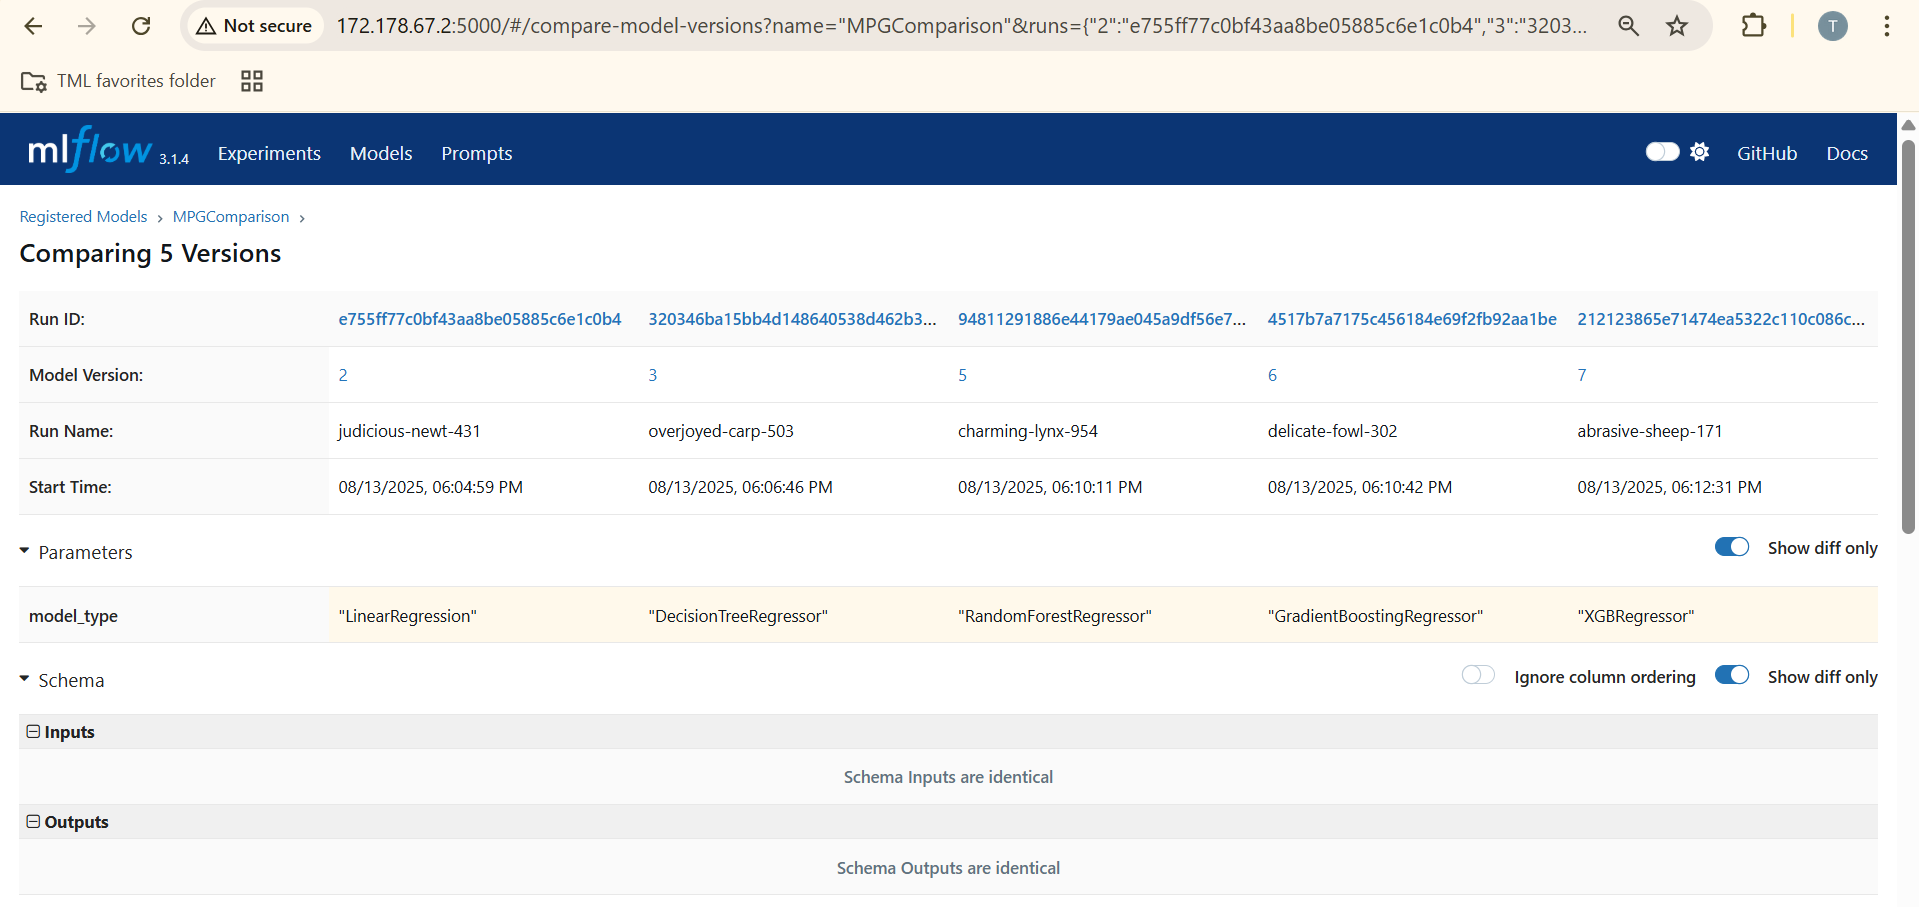 Not secure 172.178.67.2:5000/#/compare-model-versions?name="MPGComparison"&runs={"2":"e755ff77c0bf43aa8be05885c6e1c0b4","3":"3203... T
TML favorites folder
mlflow 3.1.4 Experiments Models Prompts GitHub Docs
Registered Models › MPGComparison ›
Comparing 5 Versions
Run ID: e755ff77c0bf43aa8be05885c6e1c0b4 320346ba15bb4d148640538d462b3... 94811291886e44179ae045a9df56e7... 4517b7a7175c456184e69f2fb92aa1be 212123865e71474ea5322c110c086c...
Model Version: 2 3 5 6 7
Run Name: judicious-newt-431 overjoyed-carp-503 charming-lynx-954 delicate-fowl-302 abrasive-sheep-171
Start Time: 08/13/2025, 06:04:59 PM 08/13/2025, 06:06:46 PM 08/13/2025, 06:10:11 PM 08/13/2025, 06:10:42 PM 08/13/2025, 06:12:31 PM
Parameters Show diff only
model_type "LinearRegression" "DecisionTreeRegressor" "RandomForestRegressor" "GradientBoostingRegressor" "XGBRegressor"
Schema Ignore column ordering Show diff only
Inputs
Schema Inputs are identical
Outputs
Schema Outputs are identical